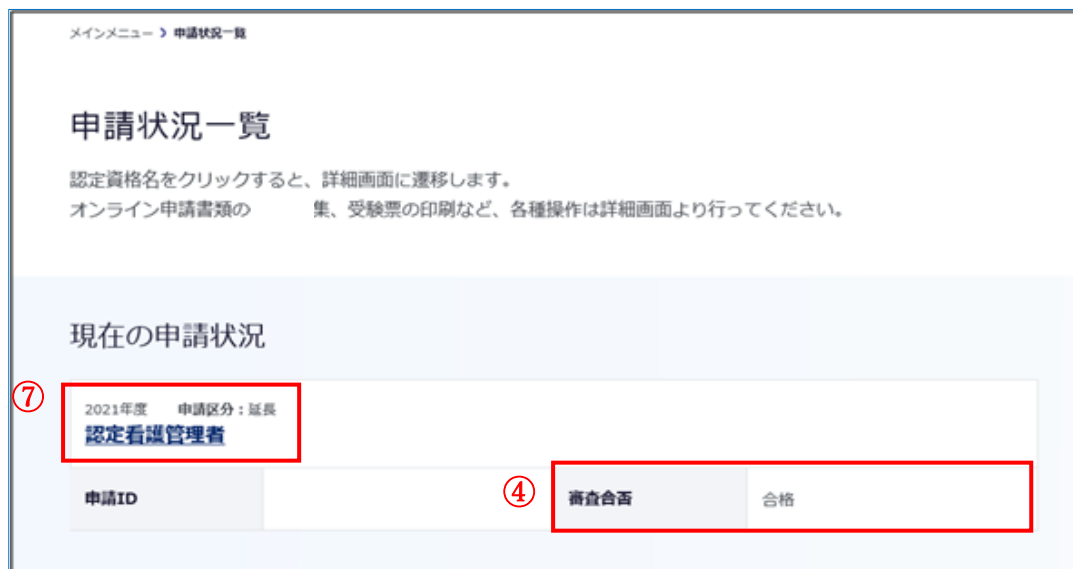 メインメニュー 》 申請状況一覧
申請状況一覧
認定資格名をクリックすると、詳細画面に遷移します。
オンライン申請書類の 集、受験票の印刷など、各種操作は詳細画面より行ってください。
現在の申請状況
⑦
2021年度 申請区分：延長
認定看護管理者
申請ID ④ 審査合否 合格